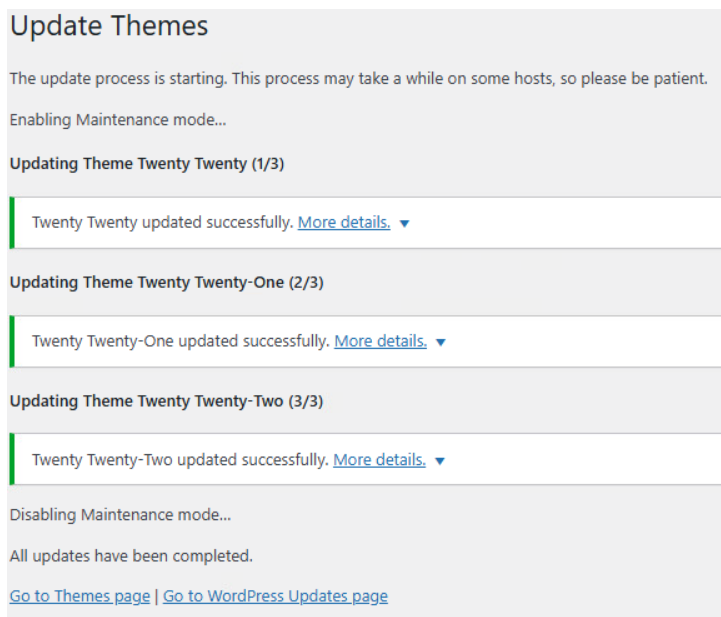 Update Themes
The update process is starting. This process may take a while on some hosts, so please be patient.
Enabling Maintenance mode...
Updating Theme Twenty Twenty (1/3)
Twenty Twenty updated successfully. More details.
Updating Theme Twenty Twenty-One (2/3)
Twenty Twenty-One updated successfully. More details.
Updating Theme Twenty Twenty-Two (3/3)
Twenty Twenty-Two updated successfully. More details.
Disabling Maintenance mode...
All updates have been completed.
Go to Themes page | Go to WordPress Updates page